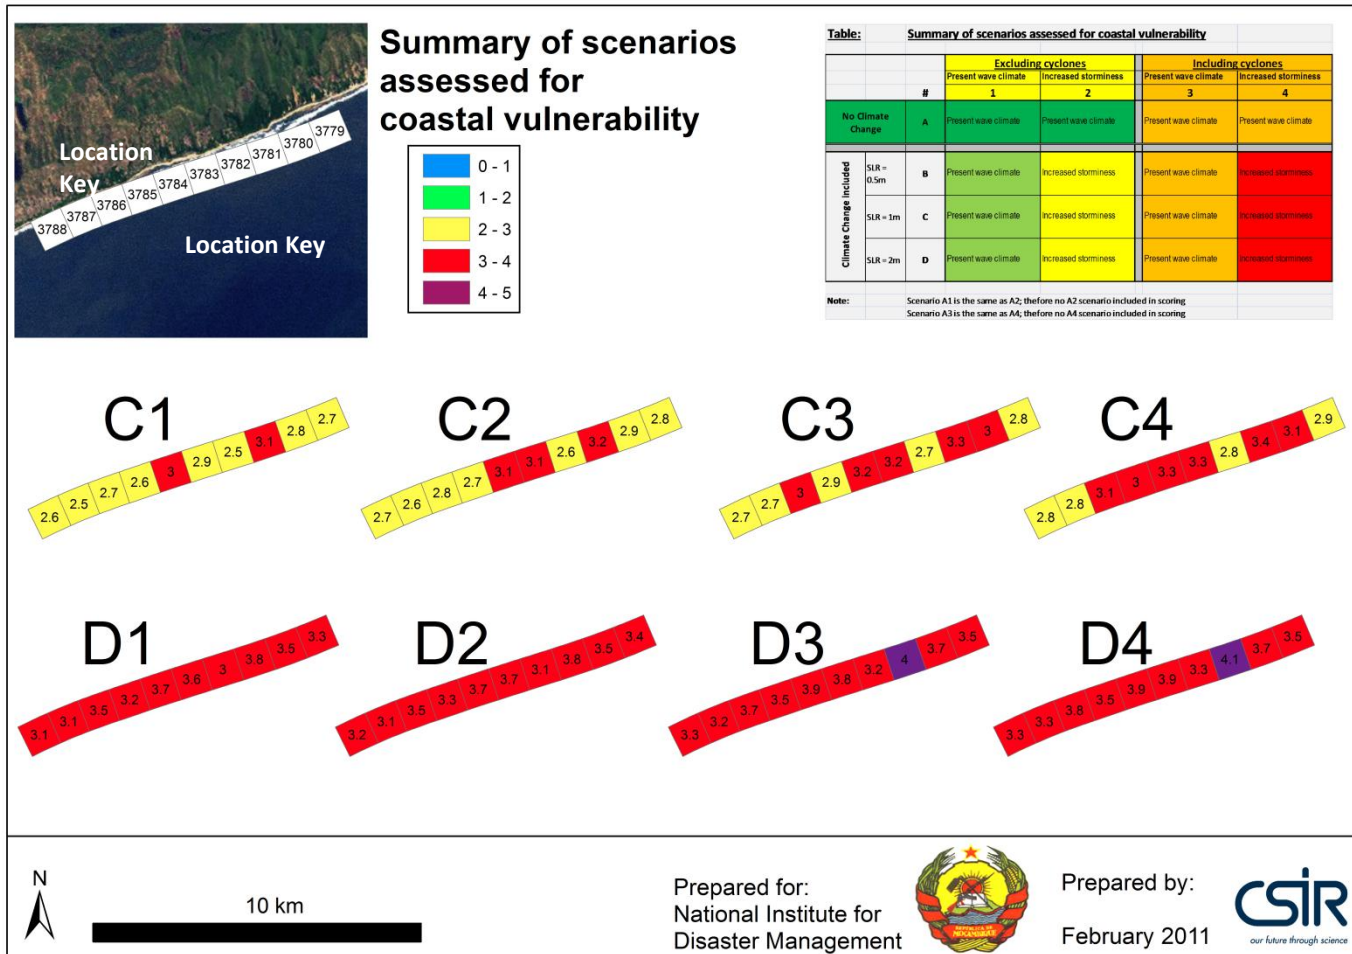 Summary of scenarios
assessed for
coastal vulnerability
0 - 1
1 - 2
2 - 3
3 - 4
4 - 5
Location
Key
Location Key
3779
3780
3781
3782
3783
3784
3785
3786
3787
3788
Table: Summary of scenarios assessed for coastal vulnerability
Excluding cyclones Including cyclones
Present wave climate Increased storminess Present wave climate Increased storminess
# 1 2 3 4
No Climate
Change
A Present wave climate Present wave climate Present wave climate Present wave climate
Climate Change Included
SLR =
0.5m
B Present wave climate Increased storminess Present wave climate Increased storminess
SLR = 1m C Present wave climate Increased storminess Present wave climate Increased storminess
SLR = 2m D Present wave climate Increased storminess Present wave climate Increased storminess
Note: Scenario A1 is the same as A2; thefore no A2 scenario included in scoring
Scenario A3 is the same as A4; thefore no A4 scenario included in scoring
C1
2.6 2.5 2.7 2.6 3 2.9 2.5 3.1 2.8 2.7
C2
2.7 2.6 2.8 2.7 3.1 3.1 2.6 3.2 2.9 2.8
C3
2.7 2.7 3 2.9 3.2 3.2 2.7 3.3 3 2.8
C4
2.8 2.8 3.1 3 3.3 3.3 2.8 3.4 3.1 2.9
D1
3.1 3.1 3.5 3.2 3.7 3.6 3 3.8 3.5 3.3
D2
3.2 3.1 3.5 3.3 3.7 3.7 3.1 3.8 3.5 3.4
D3
3.3 3.2 3.7 3.5 3.9 3.8 3.2 4 3.7 3.5
D4
3.3 3.3 3.8 3.5 3.9 3.9 3.3 4.1 3.7 3.5
N
10 km
Prepared for:
National Institute for
Disaster Management
REPÚBLICA DE
MOÇAMBIQUE
Prepared by:
February 2011
CSIR
our future through science